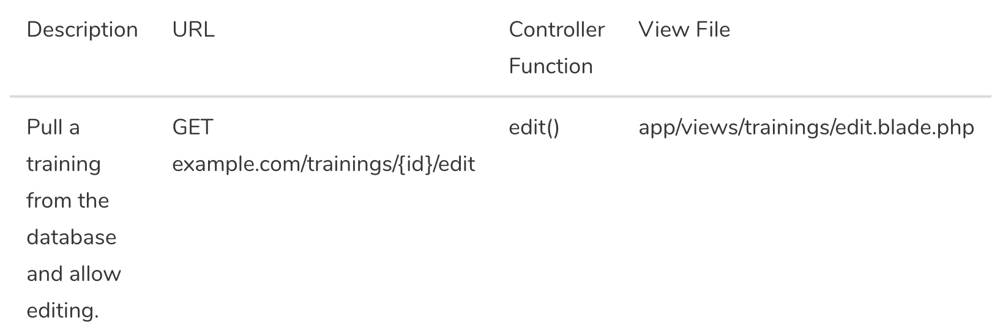 Description URL Controller Function View File
Pull a training from the database and allow editing. GET example.com/trainings/{id}/edit edit() app/views/trainings/edit.blade.php